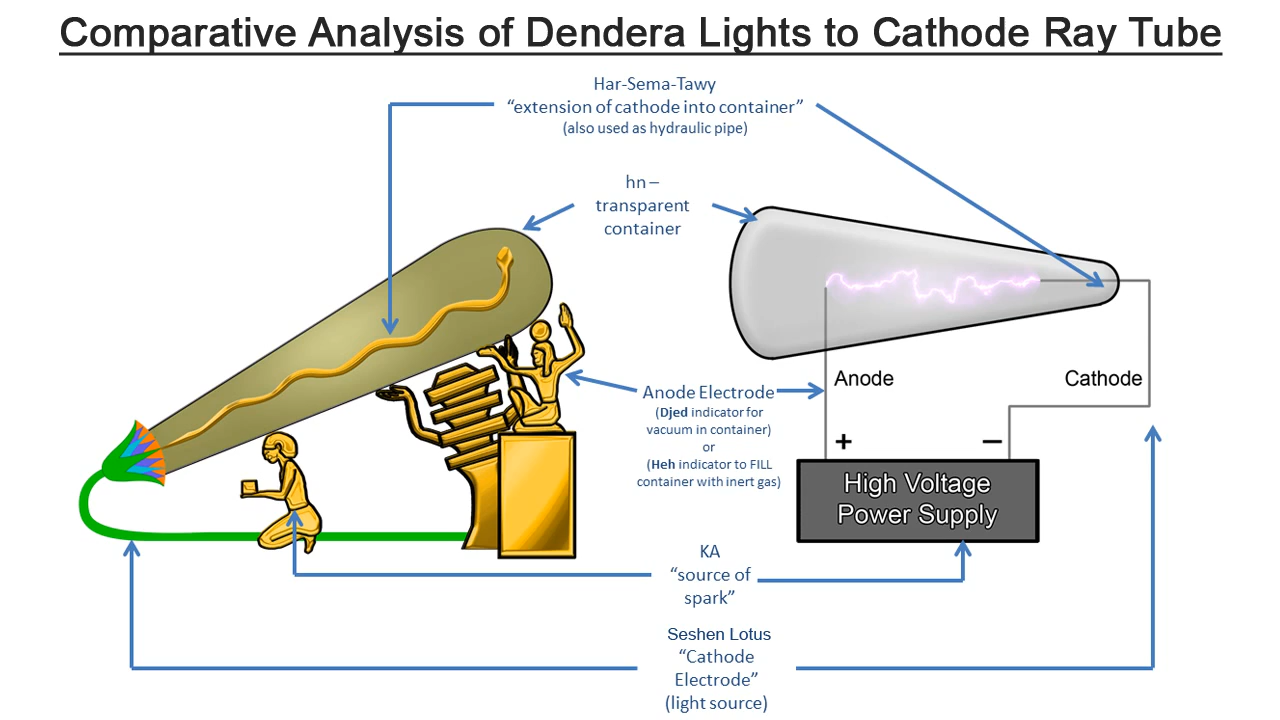 Comparative Analysis of Dendera Lights to Cathode Ray Tube
Har-Sema-Tawy
“extension of cathode into container”
(also used as hydraulic pipe)
hn –
transparent
container
Anode Electrode
(Djed indicator for
vacuum in container)
or
(Heh indicator to FILL
container with inert gas)
Anode
Cathode
+
–
High Voltage
Power Supply
KA
“source of
spark”
Seshen Lotus
“Cathode
Electrode”
(light source)